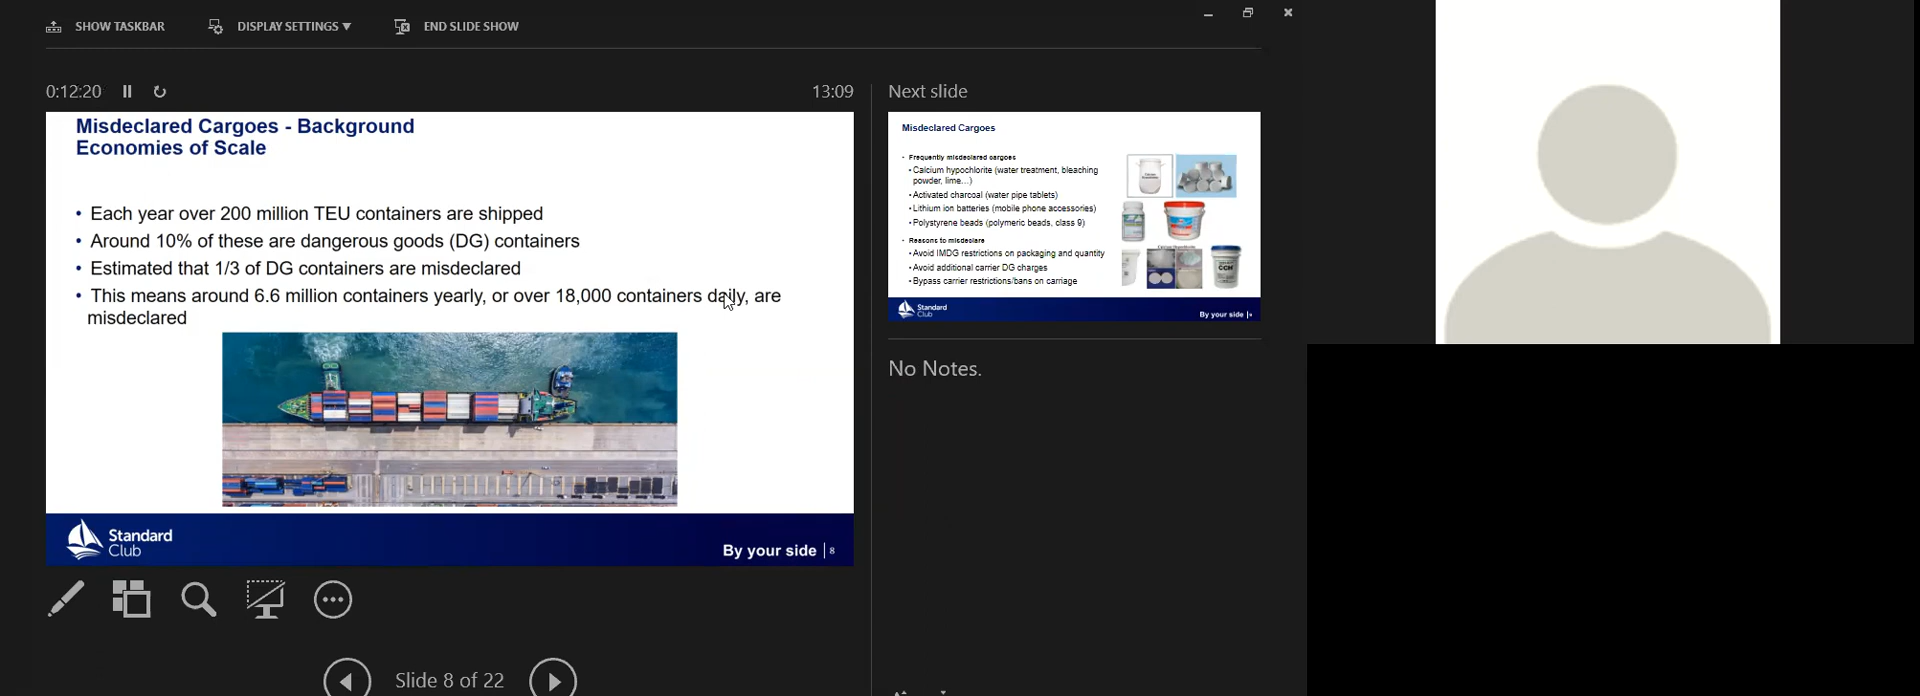 SHOW TASKBAR
DISPLAY SETTINGS ▼
END SLIDE SHOW
0:12:20
13:09
Misdeclared Cargoes - Background
Economies of Scale
• Each year over 200 million TEU containers are shipped
• Around 10% of these are dangerous goods (DG) containers
• Estimated that 1/3 of DG containers are misdeclared
• This means around 6.6 million containers yearly, or over 18,000 containers daily, are
misdeclared
Standard
Club
By your side | 8
Slide 8 of 22
Next slide
Misdeclared Cargoes
• Frequently misdeclared cargoes
• Calcium hypochlorite (water treatment, bleaching
powder, lime...)
• Activated charcoal (water pipe tablets)
• Lithium ion batteries (mobile phone accessories)
• Polystyrene beads (polymeric beads, class 9)
• Reasons to misdeclare
• Avoid IMDG restrictions on packaging and quantity
• Avoid additional carrier DG charges
• Bypass carrier restrictions/bans on carriage
Calcium Hypochlorite
CCH
Standard
Club
By your side |
No Notes.